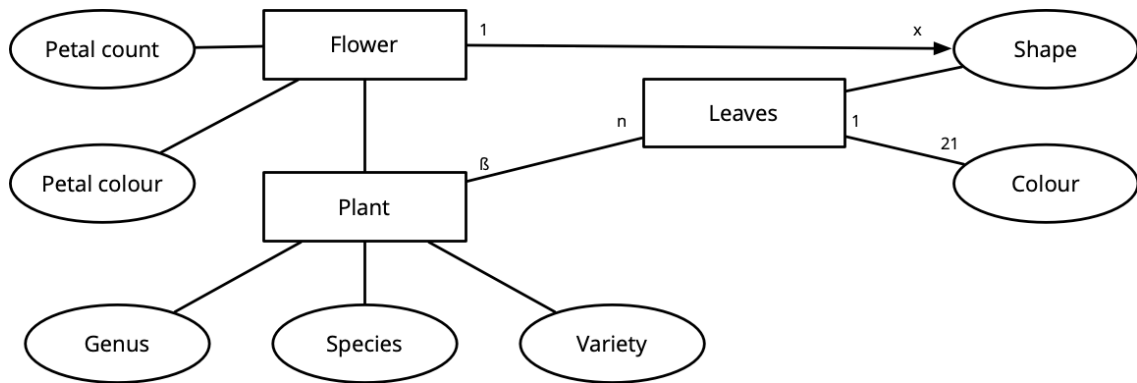 Petal count
Flower
1
x
Shape
Leaves
n
1
21
Petal colour
ß
Colour
Plant
Genus
Species
Variety